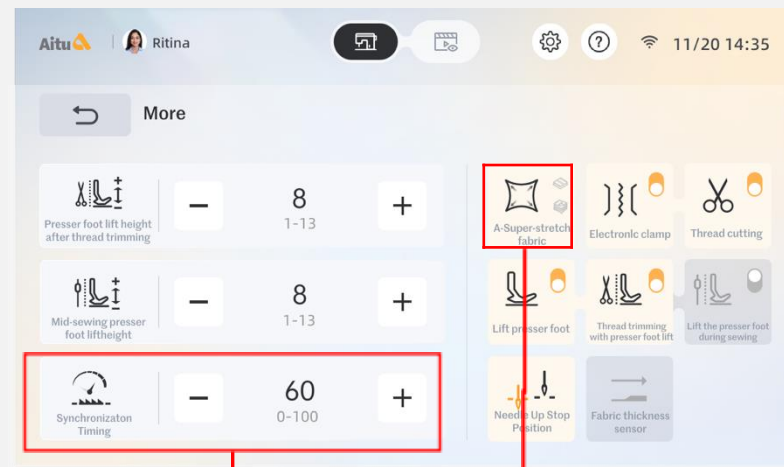 Aitu
Ritina
11/20 14:35
More
Presser foot lift height
after thread trimming
8
1-13
Mid-sewing presser
foot liftheight
8
1-13
Synchronizaton
Timing
60
0-100
A-Super-stretch
fabric
Electronlc clamp
Thread cutting
Lift presser foot
Thread trimming
with presser foot lift
Lift the presser foot
during sewing
Needle Up Stop
Position
Fabric thickness
sensor